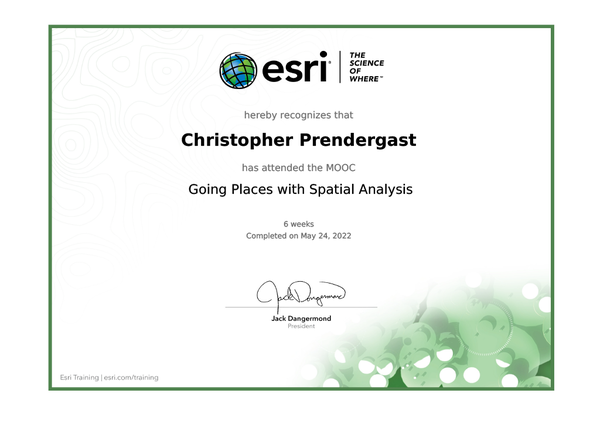 esri
THE
SCIENCE
OF
WHERE™
hereby recognizes that
Christopher Prendergast
has attended the MOOC
Going Places with Spatial Analysis
6 weeks
Completed on May 24, 2022
Jack Dangermond
Jack Dangermond
President
Esri Training | esri.com/training